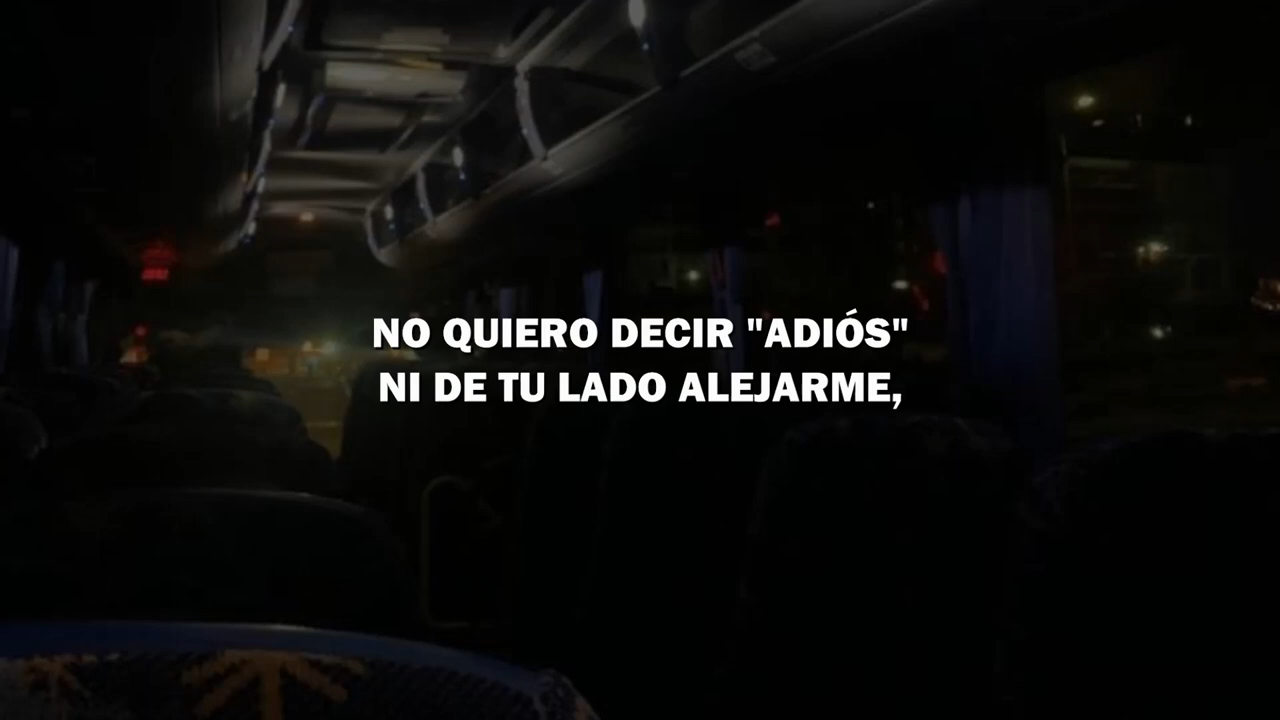 NO QUIERO DECIR "ADIÓS"
NI DE TU LADO ALEJARME,